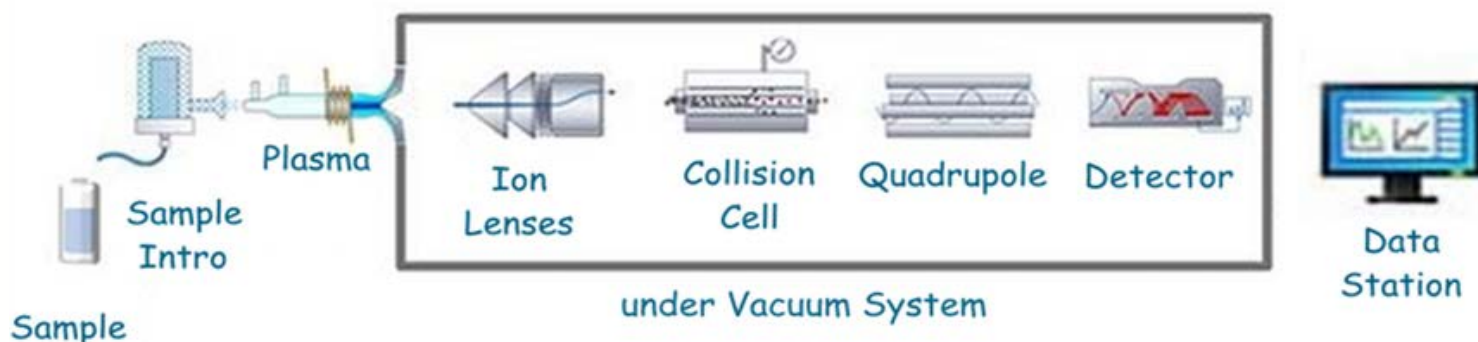 Sample
Sample
Intro
Plasma
Ion
Lenses
Collision
Cell
Quadrupole
Detector
under Vacuum System
Data
Station